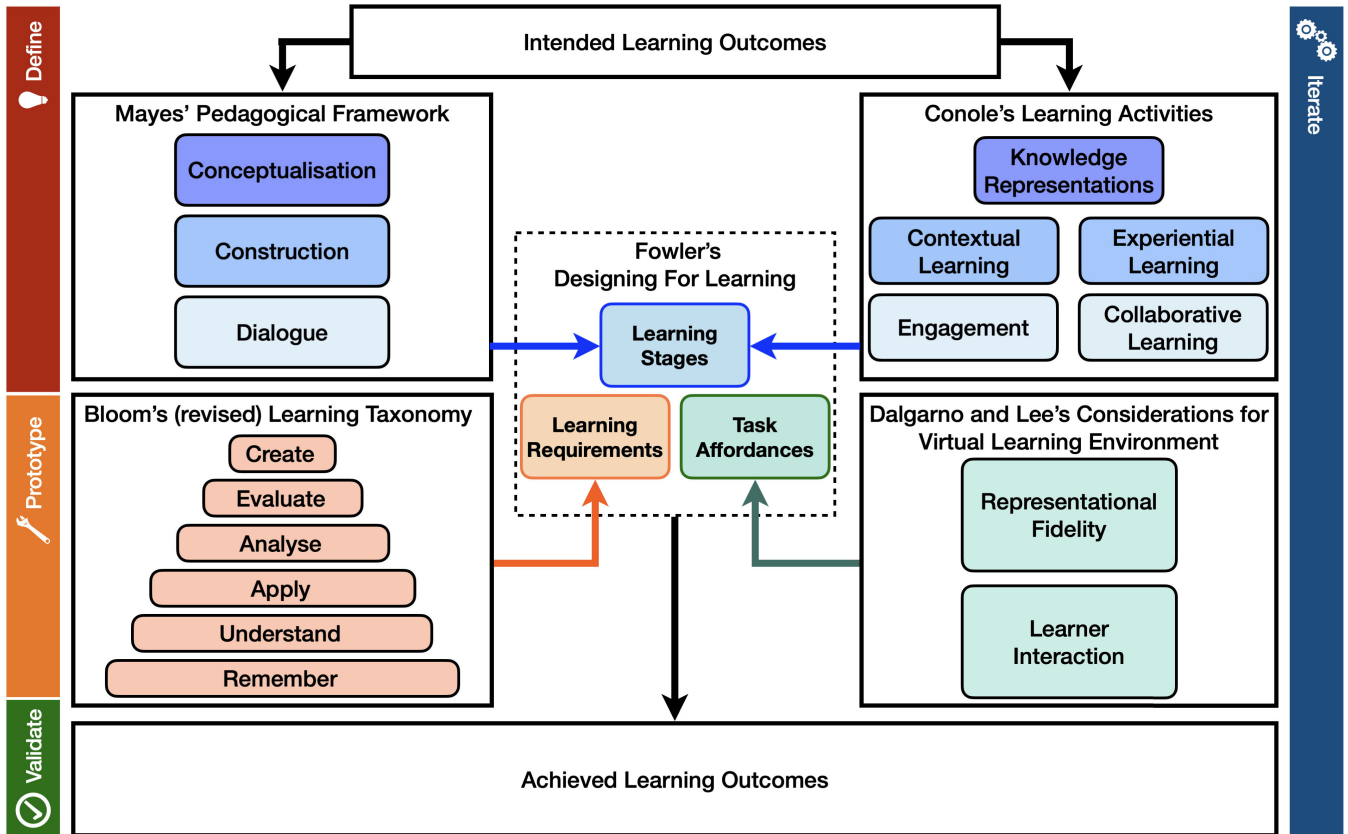 Define
Intended Learning Outcomes
Iterate
Mayes’ Pedagogical Framework
Conceptualisation
Construction
Dialogue
Conole’s Learning Activities
Knowledge
Representations
Contextual
Learning
Experiential
Learning
Engagement
Collaborative
Learning
Fowler’s
Designing For Learning
Learning
Stages
Learning
Requirements
Task
Affordances
Prototype
Bloom’s (revised) Learning Taxonomy
Create
Evaluate
Analyse
Apply
Understand
Remember
Dalgarno and Lee’s Considerations for
Virtual Learning Environment
Representational
Fidelity
Learner
Interaction
Validate
Achieved Learning Outcomes